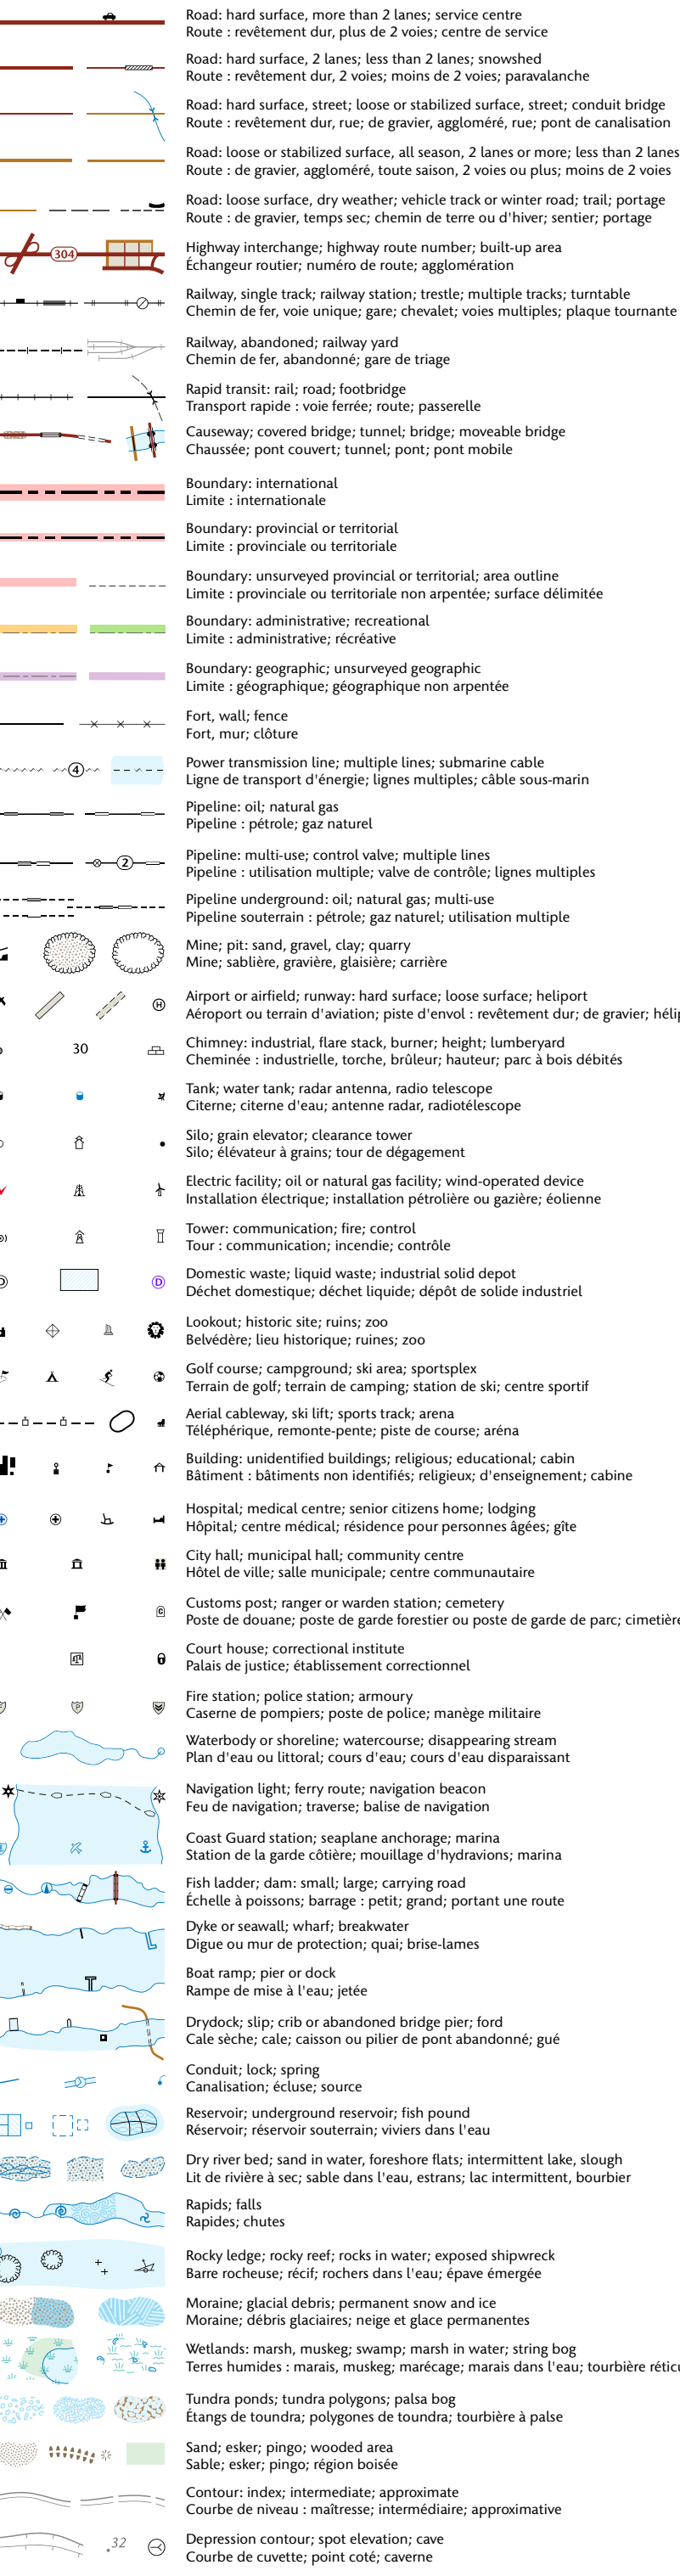 Road: hard surface, more than 2 lanes; service centre
Route : revêtement dur, plus de 2 voies; centre de service
Road: hard surface, 2 lanes; less than 2 lanes; snowshed
Route : revêtement dur, 2 voies; moins de 2 voies; paravalanche
Road: hard surface, street; loose or stabilized surface, street; conduit bridge
Route : revêtement dur, rue; de gravier, aggloméré, rue; pont de canalisation
Road: loose or stabilized surface, all season, 2 lanes or more; less than 2 lanes
Route : de gravier, aggloméré, toute saison, 2 voies ou plus; moins de 2 voies
Road: loose surface, dry weather; vehicle track or winter road; trail; portage
Route : de gravier, temps sec; chemin de terre ou d'hiver; sentier; portage
304
Highway interchange; highway route number; built-up area
Échangeur routier; numéro de route; agglomération
Railway, single track; railway station; trestle; multiple tracks; turntable
Chemin de fer, voie unique; gare; chevalet; voies multiples; plaque tournante
Railway, abandoned; railway yard
Chemin de fer, abandonné; gare de triage
Rapid transit: rail; road; footbridge
Transport rapide : voie ferrée; route; passerelle
Causeway; covered bridge; tunnel; bridge; moveable bridge
Chaussée; pont couvert; tunnel; pont; pont mobile
Boundary: international
Limite : internationale
Boundary: provincial or territorial
Limite : provinciale ou territoriale
Boundary: unsurveyed provincial or territorial; area outline
Limite : provinciale ou territoriale non arpentée; surface délimitée
Boundary: administrative; recreational
Limite : administrative; récréative
Boundary: geographic; unsurveyed geographic
Limite : géographique; géographique non arpentée
Fort, wall; fence
Fort, mur; clôture
4
Power transmission line; multiple lines; submarine cable
Ligne de transport d'énergie; lignes multiples; câble sous-marin
Pipeline: oil; natural gas
Pipeline : pétrole; gaz naturel
2
Pipeline: multi-use; control valve; multiple lines
Pipeline : utilisation multiple; valve de contrôle; lignes multiples
Pipeline underground: oil; natural gas; multi-use
Pipeline souterrain : pétrole; gaz naturel; utilisation multiple
Mine; pit: sand, gravel, clay; quarry
Mine; sablière, gravière, glaisière; carrière
H
Airport or airfield; runway: hard surface; loose surface; heliport
Aéroport ou terrain d'aviation; piste d'envol : revêtement dur; de gravier;
30
Chimney: industrial, flare stack, burner; height; lumberyard
Cheminée : industrielle, torche, brûleur; hauteur; parc à bois débités
Tank; water tank; radar antenna, radio telescope
Citerne; citerne d'eau; antenne radar, radiotélescope
Silo; grain elevator; clearance tower
Silo; élévateur à grains; tour de dégagement
Electric facility; oil or natural gas facility; wind-operated device
Installation électrique; installation pétrolière ou gazière; éolienne
Tower: communication; fire; control
Tour : communication; incendie; contrôle
D
Domestic waste; liquid waste; industrial solid depot
Déchet domestique; déchet liquide; dépôt de solide industriel
Lookout; historic site; ruins; zoo
Belvédère; lieu historique; ruines; zoo
Golf course; campground; ski area; sportsplex
Terrain de golf; terrain de camping; station de ski; centre sportif
Aerial cableway, ski lift; sports track; arena
Téléphérique, remonte-pente; piste de course; aréna
Building: unidentified buildings; religious; educational; cabin
Bâtiment : bâtiments non identifiés; religieux; d'enseignement; cabine
Hospital; medical centre; senior citizens home; lodging
Hôpital; centre médical; résidence pour personnes âgées; gîte
City hall; municipal hall; community centre
Hôtel de ville; salle municipale; centre communautaire
C
Customs post; ranger or warden station; cemetery
Poste de douane; poste de garde forestier ou poste de garde de parc; cimetière
Court house; correctional institute
Palais de justice; établissement correctionnel
P
Fire station; police station; armoury
Caserne de pompiers; poste de police; manège militaire
Waterbody or shoreline; watercourse; disappearing stream
Plan d'eau ou littoral; cours d'eau; cours d'eau disparaissant
Navigation light; ferry route; navigation beacon
Feu de navigation; traverse; balise de navigation
Coast Guard station; seaplane anchorage; marina
Station de la garde côtière; mouillage d'hydravions; marina
Fish ladder; dam: small; large; carrying road
Échelle à poissons; barrage : petit; grand; portant une route
Dyke or seawall; wharf; breakwater
Digue ou mur de protection; quai; brise-lames
Boat ramp; pier or dock
Rampe de mise à l'eau; jetée
Drydock; slip; crib or abandoned bridge pier; ford
Cale sèche; cale; caisson ou pilier de pont abandonné; gué
Conduit; lock; spring
Canalisation; écluse; source
Reservoir; underground reservoir; fish pound
Réservoir; réservoir souterrain; viviers dans l'eau
Dry river bed; sand in water, foreshore flats; intermittent lake, slough
Lit de rivière à sec; sable dans l'eau, estrans; lac intermittent, bourbier
Rapids; falls
Rapides; chutes
Rocky ledge; rocky reef; rocks in water; exposed shipwreck
Barre rocheuse; récif; rochers dans l'eau; épave émergée
Moraine; glacial debris; permanent snow and ice
Moraine; débris glaciaires; neige et glace permanentes
Wetlands: marsh, muskeg; swamp; marsh in water; string bog
Terres humides : marais, muskeg; marécage; marais dans l'eau; tourbière
Tundra ponds; tundra polygons; palsa bog
Étangs de toundra; polygones de toundra; tourbière à palse
Sand; esker; pingo; wooded area
Sable; esker; pingo; région boisée
Contour: index; intermediate; approximate
Courbe de niveau : maîtresse; intermédiaire; approximative
.32
Depression contour; spot elevation; cave
Courbe de cuvette; point coté; caverne